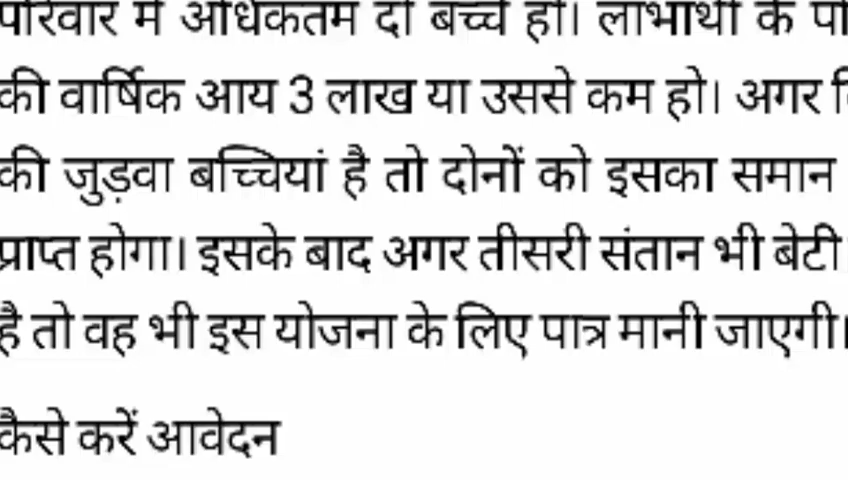 परिवार में अधिकतम दो बच्चे हों। लाभार्थी के
की वार्षिक आय 3 लाख या उससे कम हो। अगर
की जुड़वा बच्चियां है तो दोनों को इसका समान
प्राप्त होगा। इसके बाद अगर तीसरी संतान भी बेटी
है तो वह भी इस योजना के लिए पात्र मानी जाएगी।
कैसे करें आवेदन